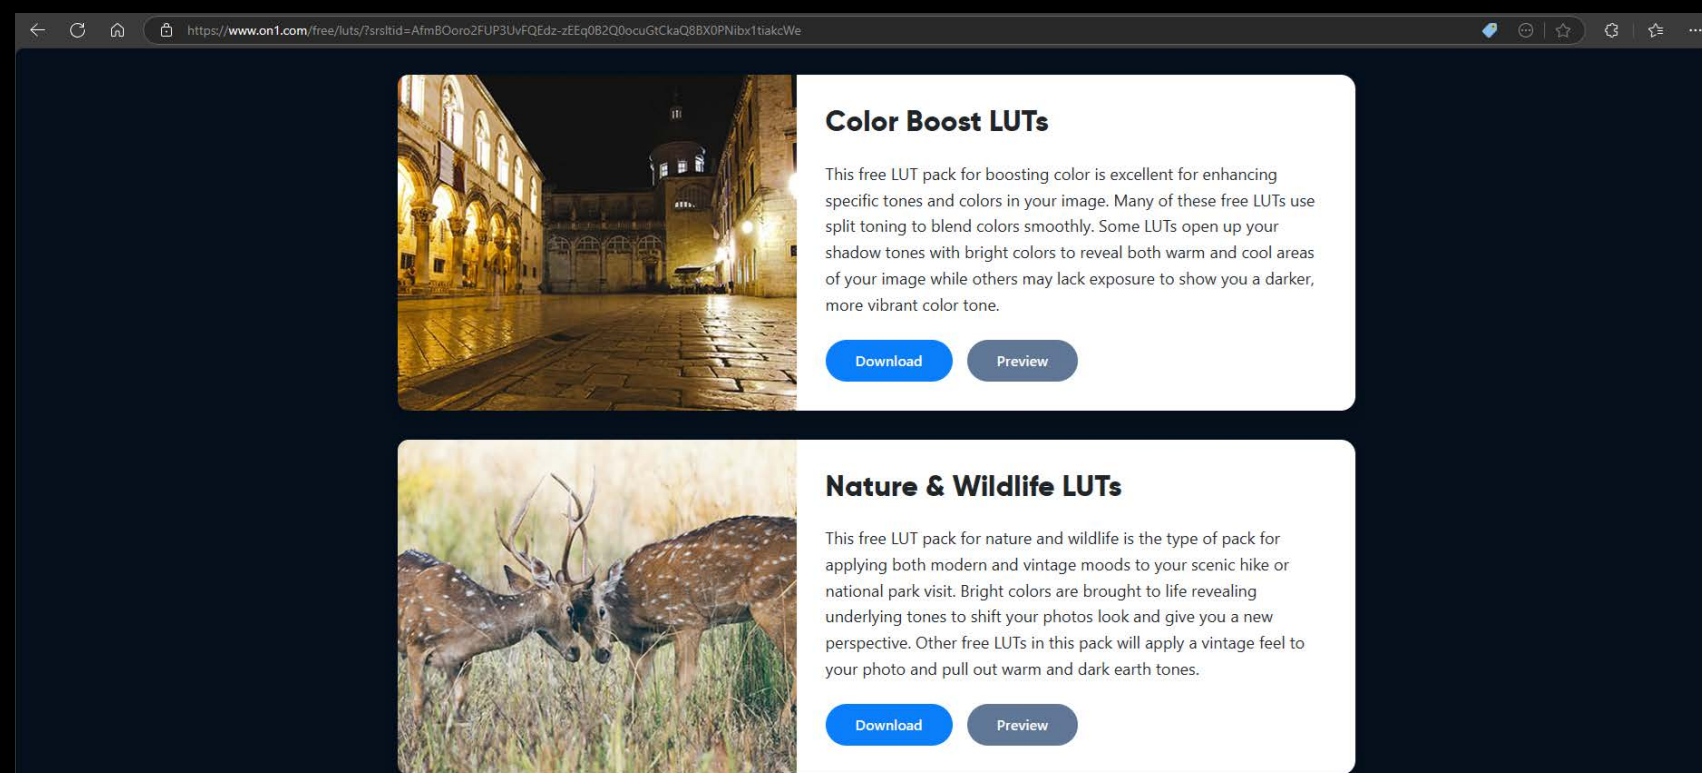 https://www.on1.com/free/luts/?srsltid=AfmBOoro2FUP3UvFQEdz-zEEq0B2Q0ocuGtCkaQ8BX0PNibx1tiakcWe
Color Boost LUTs
This free LUT pack for boosting color is excellent for enhancing
specific tones and colors in your image. Many of these free LUTs use
split toning to blend colors smoothly. Some LUTs open up your
shadow tones with bright colors to reveal both warm and cool areas
of your image while others may lack exposure to show you a darker,
more vibrant color tone.
Download Preview
Nature & Wildlife LUTs
This free LUT pack for nature and wildlife is the type of pack for
applying both modern and vintage moods to your scenic hike or
national park visit. Bright colors are brought to life revealing
underlying tones to shift your photos look and give you a new
perspective. Other free LUTs in this pack will apply a vintage feel to
your photo and pull out warm and dark earth tones.
Download Preview